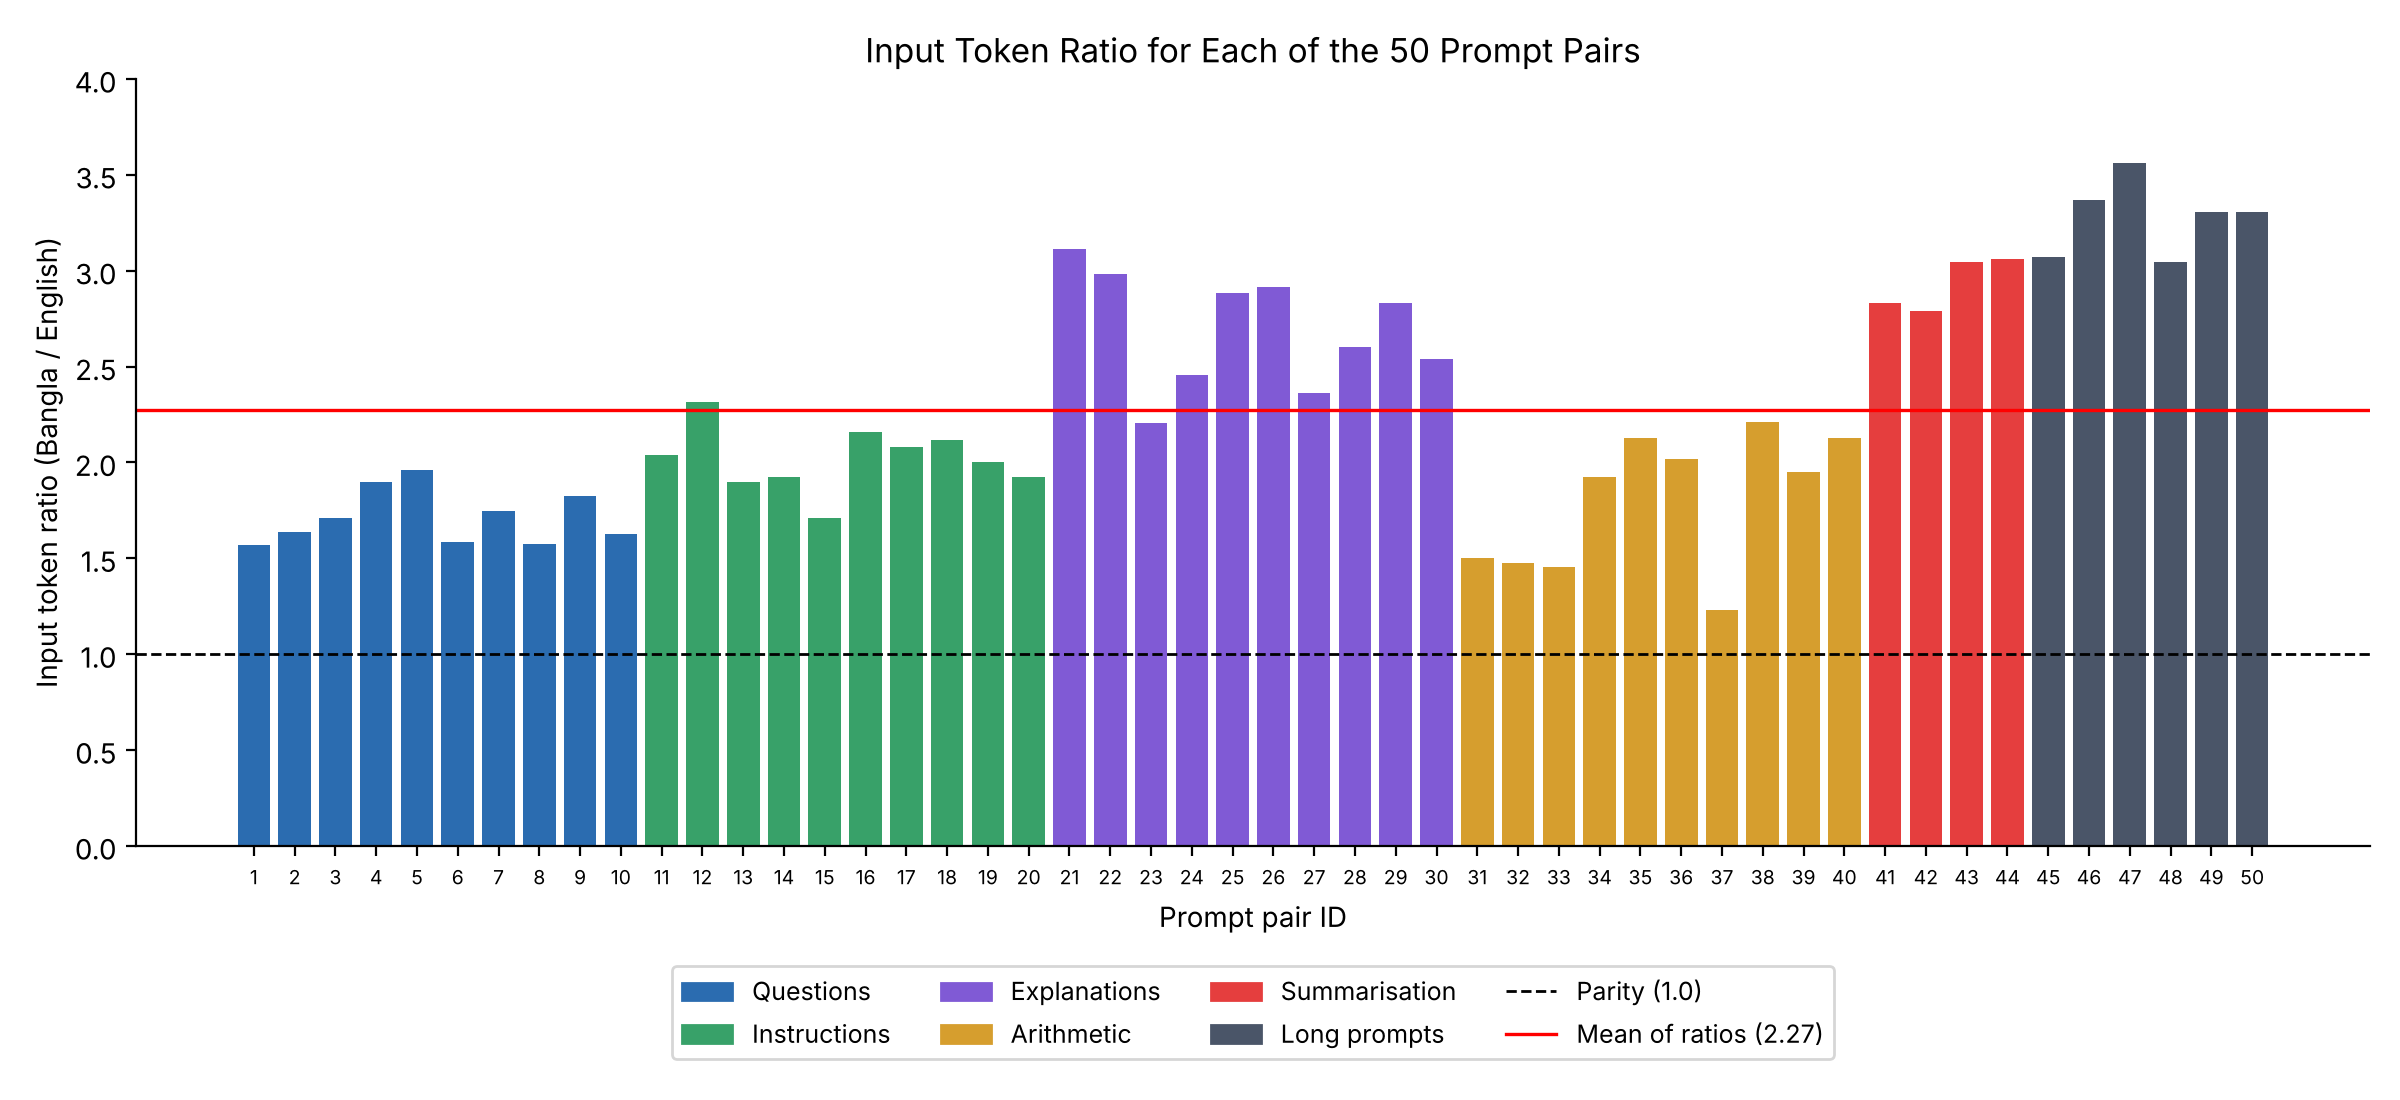 Input Token Ratio for Each of the 50 Prompt Pairs
Input token ratio (Bangla / English)
4.0
3.5
3.0
2.5
2.0
1.5
1.0
0.5
0.0
1 2 3 4 5 6 7 8 9 10 11 12 13 14 15 16 17 18 19 20 21 22 23 24 25 26 27 28 29 30 31 32 33 34 35 36 37 38 39 40 41 42 43 44 45 46 47 48 49 50
Prompt pair ID
Questions Explanations Summarisation Parity (1.0)
Instructions Arithmetic Long prompts Mean of ratios (2.27)